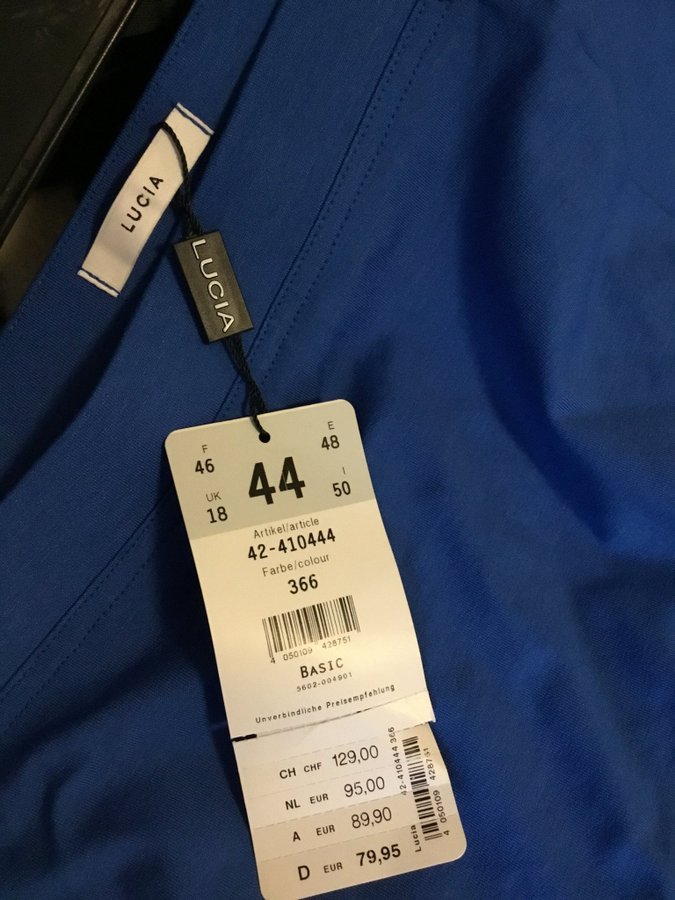 LUCIA
LUCIA
F
46
E
48
44
UK
18
I
50
Artikel/article
42-410444
Farbe/colour
366
4 050109 428751
BASIC
5602-004901
Unverbindliche Preisempfehlung
CH CHF 129,00
NL EUR 95,00
A EUR 89,90
D EUR 79,95
42-410444 366
Lucia
4 050109 428751